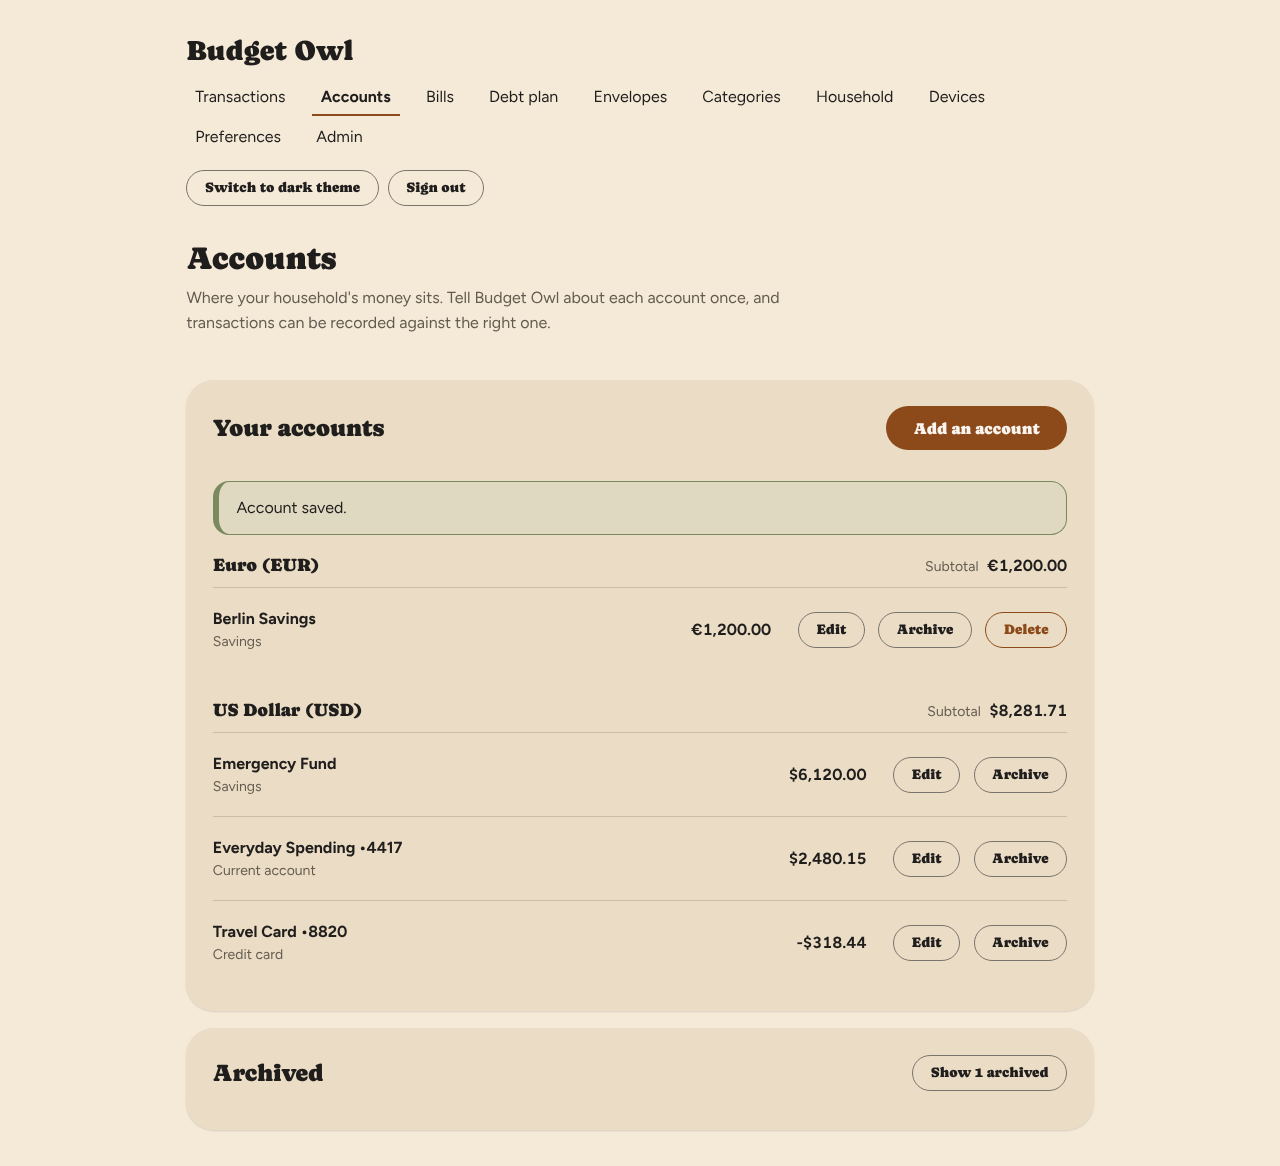 Budget Owl
Transactions Accounts Bills Debt plan Envelopes Categories Household Devices
Preferences Admin
Switch to dark theme Sign out
Accounts
Where your household's money sits. Tell Budget Owl about each account once, and
transactions can be recorded against the right one.
Your accounts Add an account
Account saved.
Euro (EUR) Subtotal €1,200.00
Berlin Savings
Savings
€1,200.00 Edit Archive Delete
US Dollar (USD) Subtotal $8,281.71
Emergency Fund
Savings
$6,120.00 Edit Archive
Everyday Spending •4417
Current account
$2,480.15 Edit Archive
Travel Card •8820
Credit card
-$318.44 Edit Archive
Archived Show 1 archived